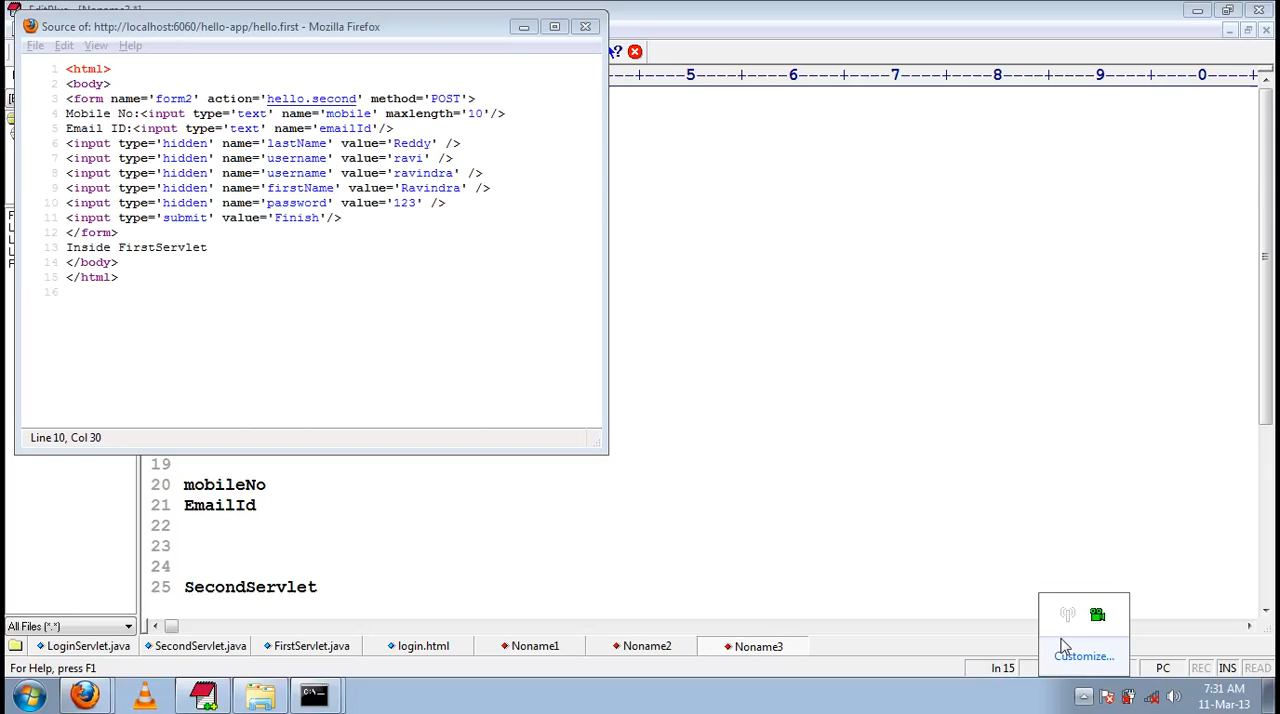 Source of: http://localhost:6060/hello-app/hello.first - Mozilla Firefox
File Edit View Help
5 6 7 8 9 0
1 <html>
2 <body>
3 <form name='form2' action='hello.second' method='POST'>
4 Mobile No:<input type='text' name='mobile' maxlength='10'/>
5 Email ID:<input type='text' name='emailId'/>
6 <input type='hidden' name='lastName' value='Reddy' />
7 <input type='hidden' name='username' value='ravi' />
8 <input type='hidden' name='username' value='ravindra' />
9 <input type='hidden' name='firstName' value='Ravindra' />
10 <input type='hidden' name='password' value='123' />
11 <input type='submit' value='Finish'/>
12 </form>
13 Inside FirstServlet
14 </body>
15 </html>
16
Line 10, Col 30
19
20 mobileNo
21 EmailId
22
23
24
25 SecondServlet
Customize...
All Files (*.*)
LoginServlet.java SecondServlet.java FirstServlet.java login.html Noname1 Noname2 Noname3
For Help, press F1 ln 15 PC REC INS READ
7:31 AM
11-Mar-13